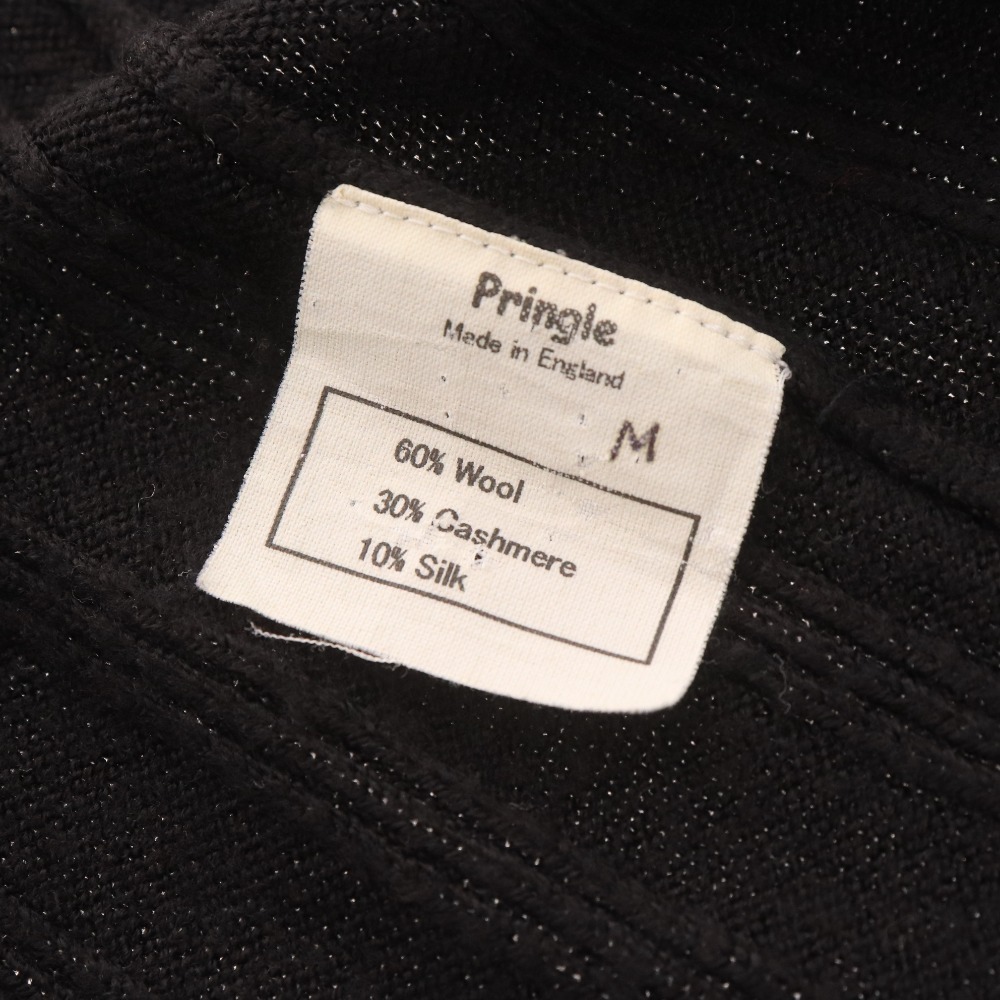 Pringle
Made in England
M
60% Wool
30% Cashmere
10% Silk